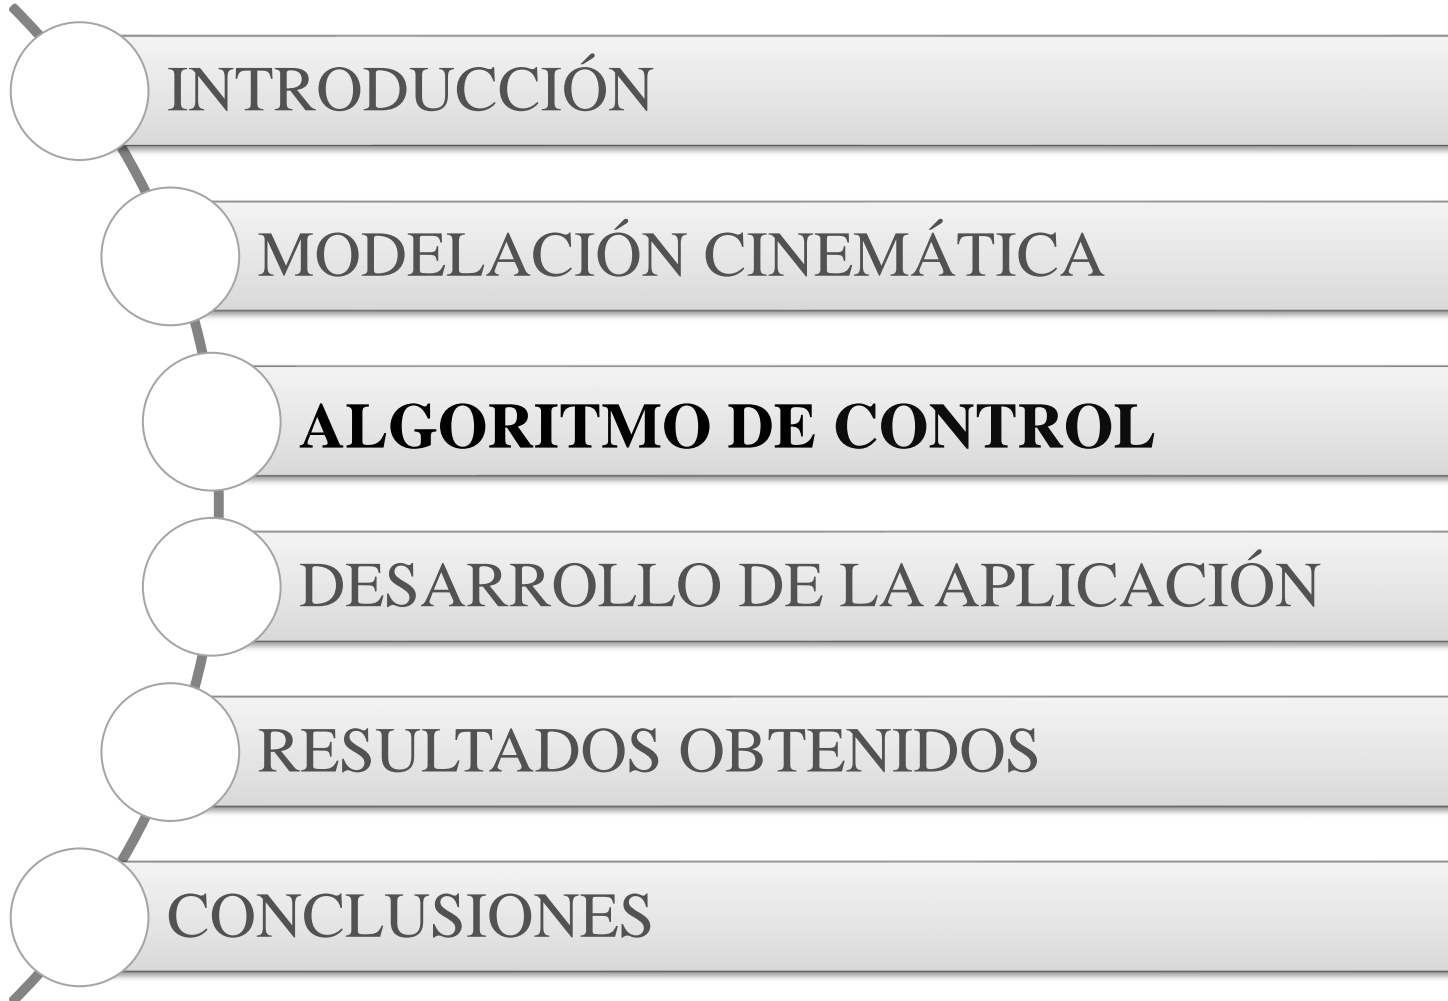 INTRODUCCIÓN
MODELACIÓN CINEMÁTICA
ALGORITMO DE CONTROL
DESARROLLO DE LA APLICACIÓN
RESULTADOS OBTENIDOS
CONCLUSIONES